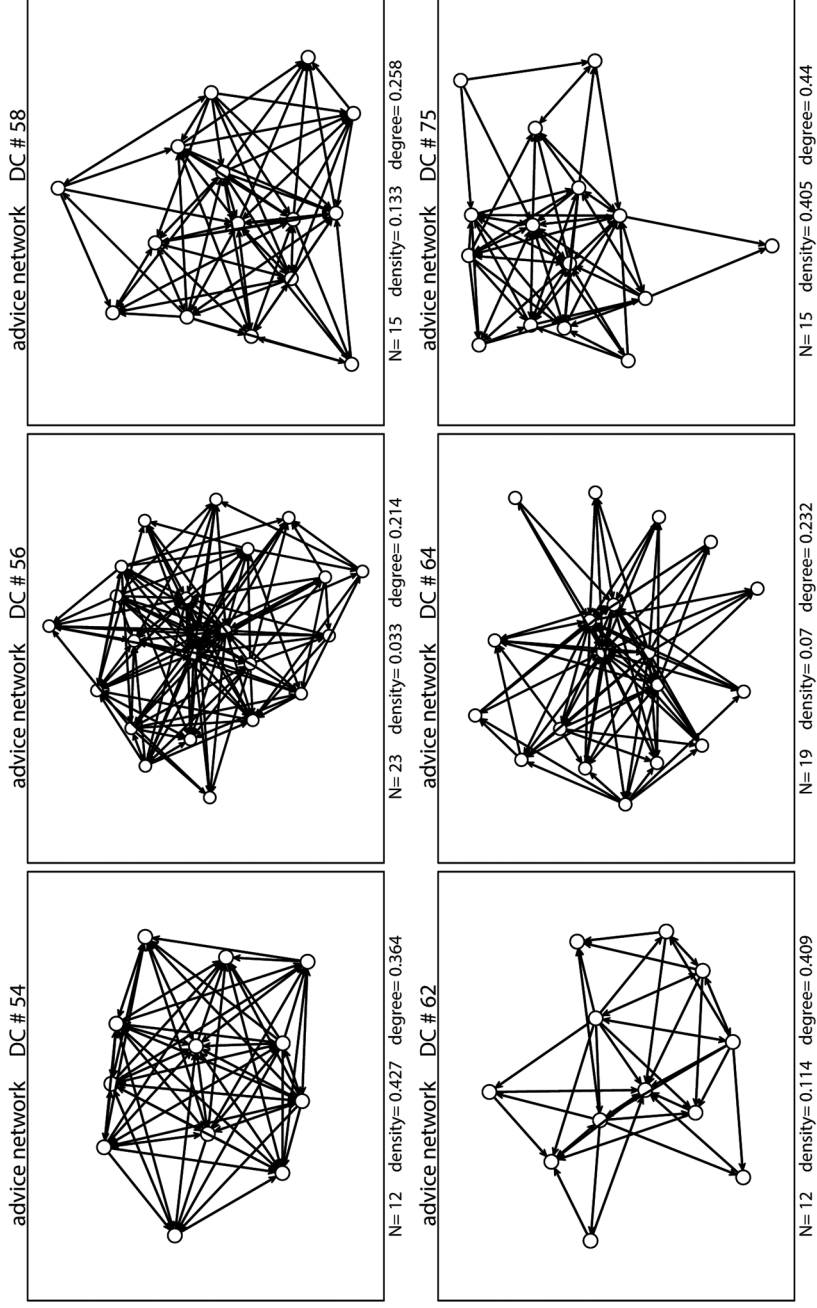 advice network DC # 54
N= 12 density= 0.427 degree= 0.364
advice network DC # 56
N= 23 density= 0.033 degree= 0.214
advice network DC # 58
N= 15 density= 0.133 degree= 0.258
advice network DC # 62
N= 12 density= 0.114 degree= 0.409
advice network DC # 64
N= 19 density= 0.07 degree= 0.232
advice network DC # 75
N= 15 density= 0.405 degree= 0.44